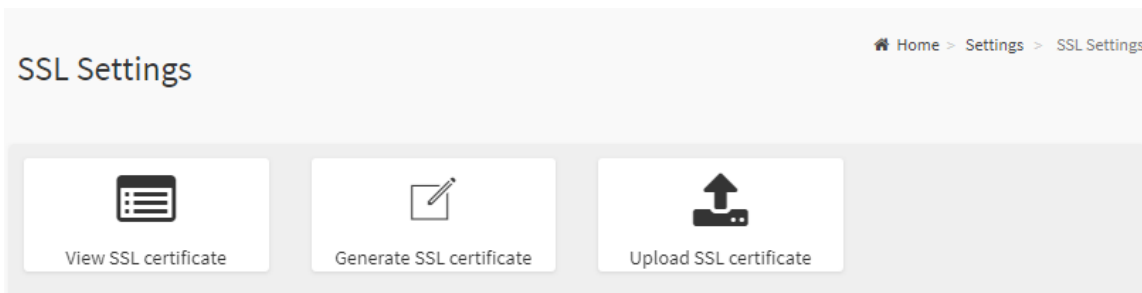 Home > Settings > SSL Settings
SSL Settings
View SSL certificate
Generate SSL certificate
Upload SSL certificate